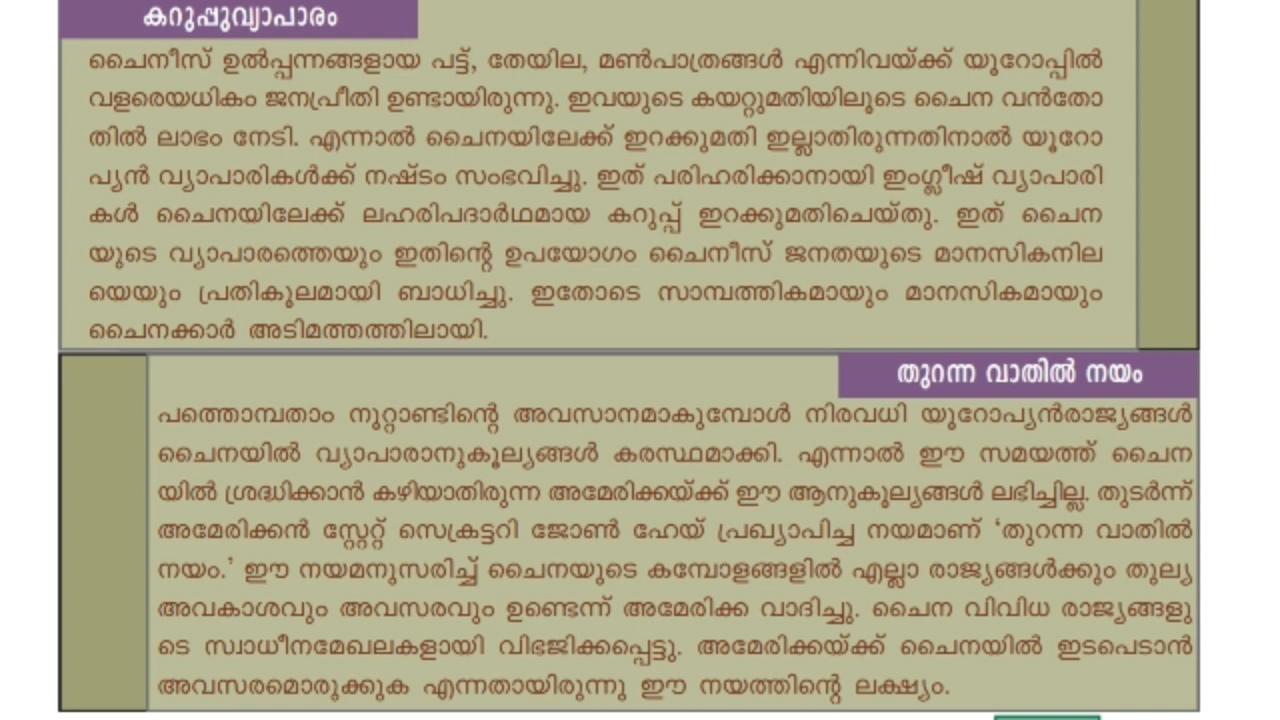 കറുപ്പുവ്യാപാരം
ചൈനീസ് ഉൽപ്പന്നങ്ങളായ പട്ട്, തേയില, മൺപാത്രങ്ങൾ എന്നിവയ്ക്ക് യൂറോപ്പിൽ
വളരെയധികം ജനപ്രീതി ഉണ്ടായിരുന്നു. ഇവയുടെ കയറ്റുമതിയിലൂടെ ചൈന വൻതോ
തിൽ ലാഭം നേടി. എന്നാൽ ചൈനയിലേക്ക് ഇറക്കുമതി ഇല്ലാതിരുന്നതിനാൽ യൂറോ
പ്യൻ വ്യാപാരികൾക്ക് നഷ്ടം സംഭവിച്ചു. ഇത് പരിഹരിക്കാനായി ഇംഗ്ലീഷ് വ്യാപാരി
കൾ ചൈനയിലേക്ക് ലഹരിപദാർഥമായ കറുപ്പ് ഇറക്കുമതിചെയ്തു. ഇത് ചൈന
യുടെ വ്യാപാരത്തെയും ഇതിന്റെ ഉപയോഗം ചൈനീസ് ജനതയുടെ മാനസികനില
യെയും പ്രതികൂലമായി ബാധിച്ചു. ഇതോടെ സാമ്പത്തികമായും മാനസികമായും
ചൈനക്കാർ അടിമത്തത്തിലായി.
തുറന്ന വാതിൽ നയം
പത്തൊമ്പതാം നൂറ്റാണ്ടിന്റെ അവസാനമാകുമ്പോൾ നിരവധി യൂറോപ്യൻരാജ്യങ്ങൾ
ചൈനയിൽ വ്യാപാരാനുകൂല്യങ്ങൾ കരസ്ഥമാക്കി. എന്നാൽ ഈ സമയത്ത് ചൈന
യിൽ ശ്രദ്ധിക്കാൻ കഴിയാതിരുന്ന അമേരിക്കയ്ക്ക് ഈ ആനുകൂല്യങ്ങൾ ലഭിച്ചില്ല. തുടർന്ന്
അമേരിക്കൻ സ്റ്റേറ്റ് സെക്രട്ടറി ജോൺ ഹേയ് പ്രഖ്യാപിച്ച നയമാണ് ‘തുറന്ന വാതിൽ
നയം.’ ഈ നയമനുസരിച്ച് ചൈനയുടെ കമ്പോളങ്ങളിൽ എല്ലാ രാജ്യങ്ങൾക്കും തുല്യ
അവകാശവും അവസരവും ഉണ്ടെന്ന് അമേരിക്ക വാദിച്ചു. ചൈന വിവിധ രാജ്യങ്ങളു
ടെ സ്വാധീനമേഖലകളായി വിഭജിക്കപ്പെട്ടു. അമേരിക്കയ്ക്ക് ചൈനയിൽ ഇടപെടാൻ
അവസരമൊരുക്കുക എന്നതായിരുന്നു ഈ നയത്തിന്റെ ലക്ഷ്യം.